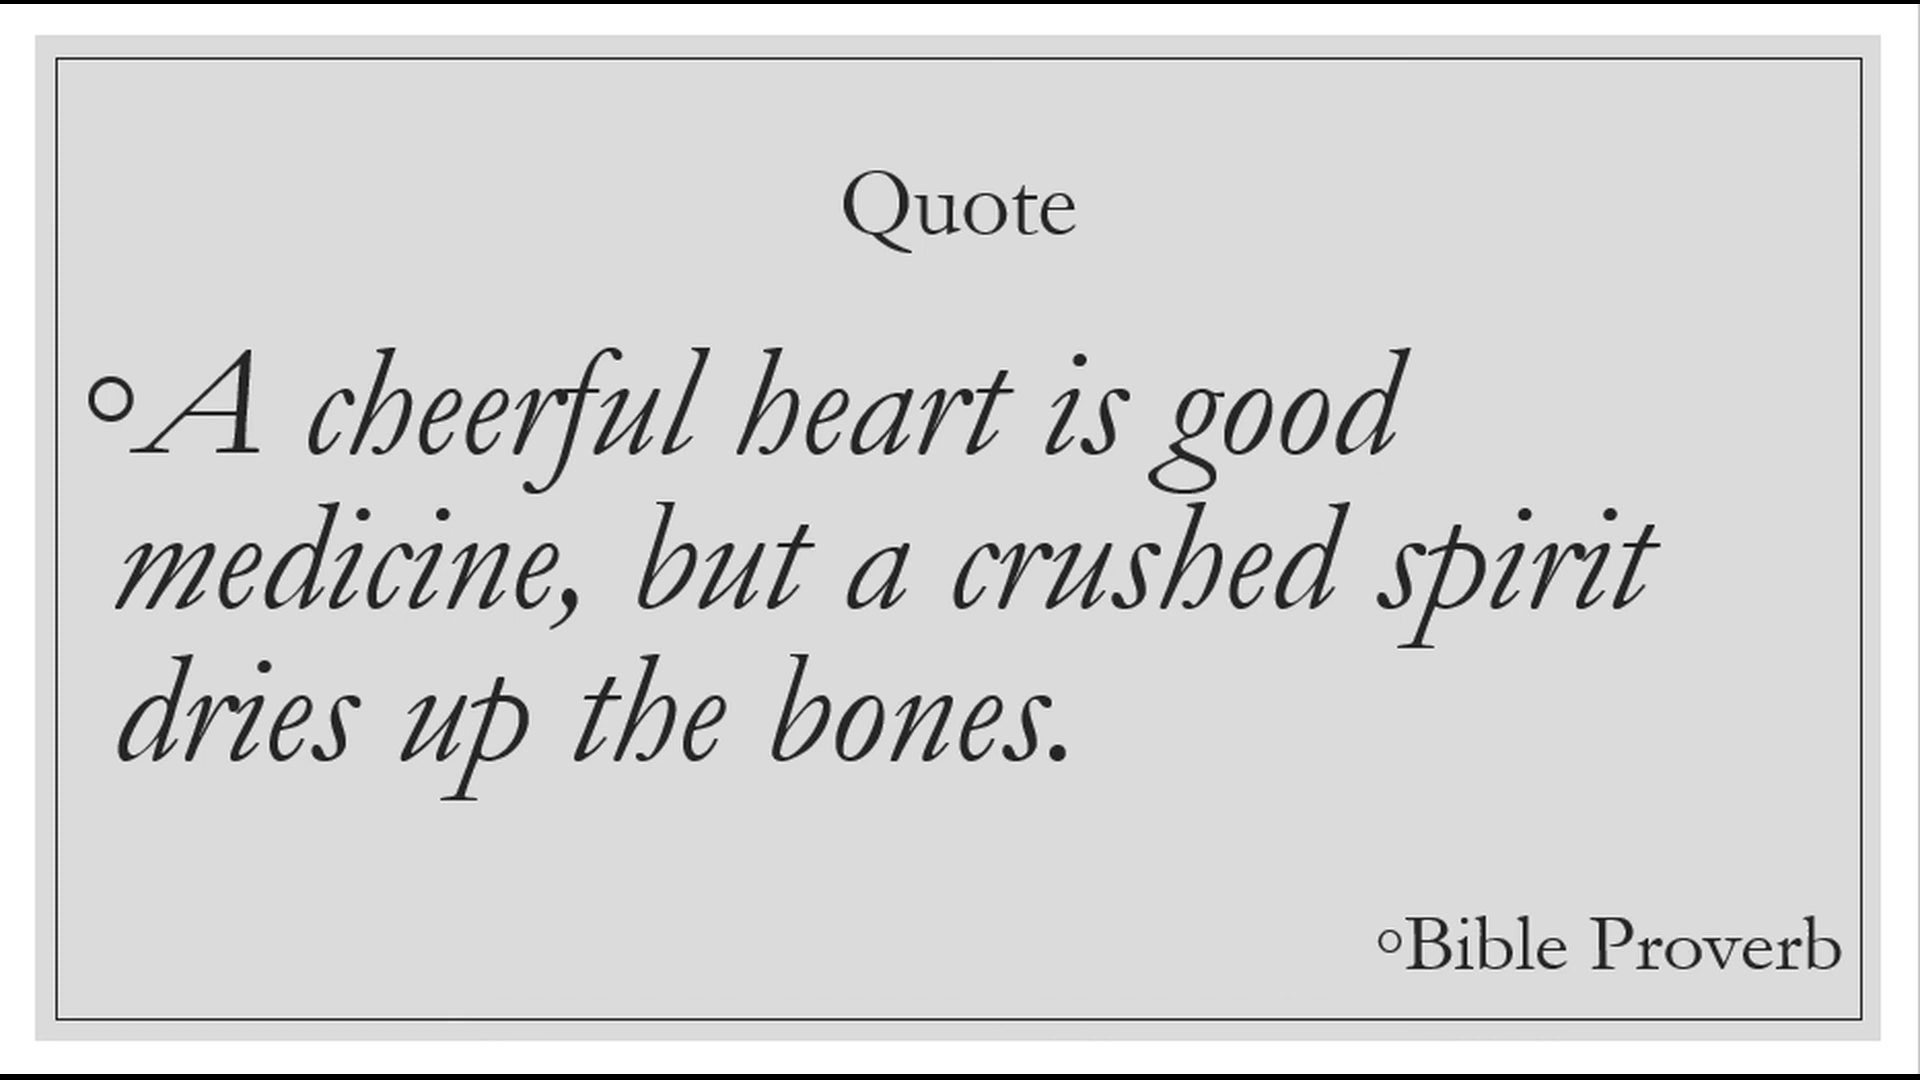 Quote
°A cheerful heart is good
medicine, but a crushed spirit
dries up the bones.
°Bible Proverb